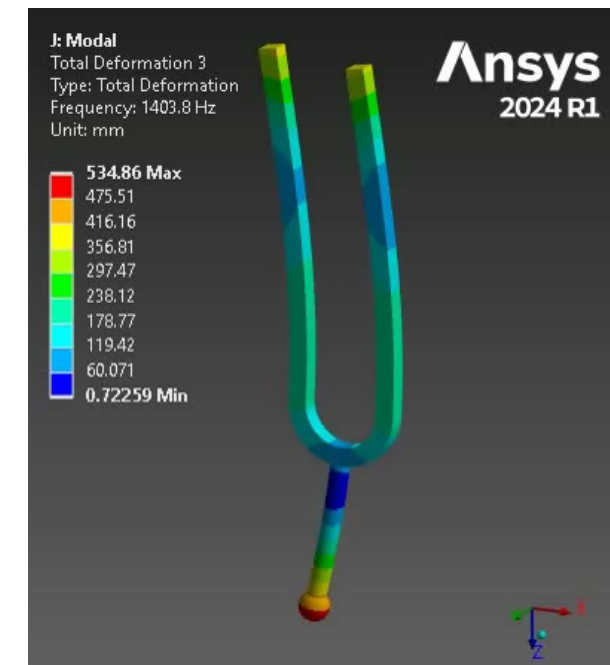 J: Modal
Total Deformation 3
Type: Total Deformation
Frequency: 1403.8 Hz
Unit: mm
534.86 Max
475.51
416.16
356.81
297.47
238.12
178.77
119.42
60.071
0.72259 Min
Ansys
2024 R1
X
Z